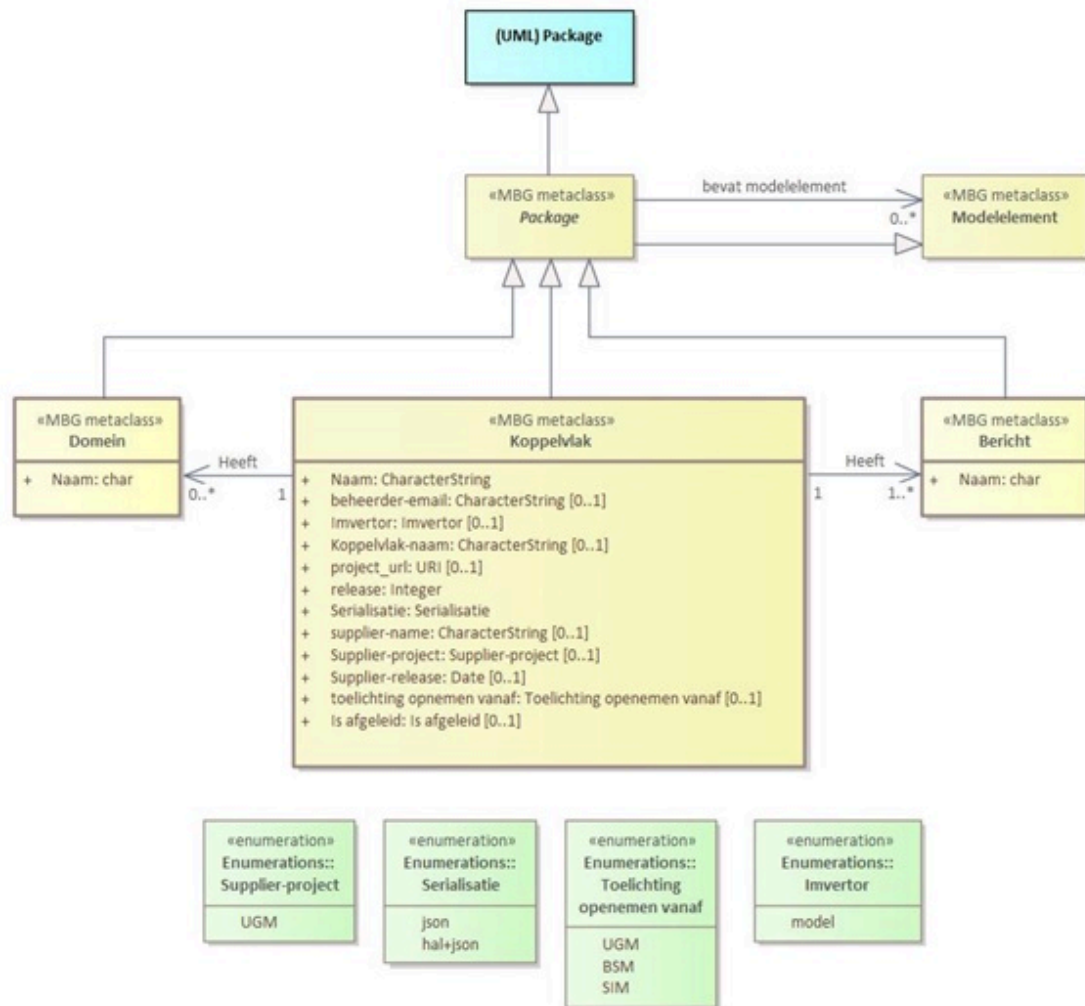 (UML) Package
«MBG metaclass»
Package
bevat modelelement
0..*
«MBG metaclass»
Modelelement
«MBG metaclass»
Domein
+ Naam: char
Heeft
0..*
1
«MBG metaclass»
Koppelvlak
+ Naam: CharacterString
+ beheerder-email: CharacterString [0..1]
+ Imvertor: Imvertor [0..1]
+ Koppelvlak-naam: CharacterString [0..1]
+ project_url: URI [0..1]
+ release: Integer
+ Serialisatie: Serialisatie
+ supplier-name: CharacterString [0..1]
+ Supplier-project: Supplier-project [0..1]
+ Supplier-release: Date [0..1]
+ toelichting opnemen vanaf: Toelichting openemen vanaf [0..1]
+ Is afgeleid: Is afgeleid [0..1]
Heeft
1
1..*
«MBG metaclass»
Bericht
+ Naam: char
«enumeration»
Enumerations::
Supplier-project
UGM
«enumeration»
Enumerations::
Serialisatie
json
hal+json
«enumeration»
Enumerations::
Toelichting
openemen vanaf
UGM
BSM
SIM
«enumeration»
Enumerations::
Imvertor
model